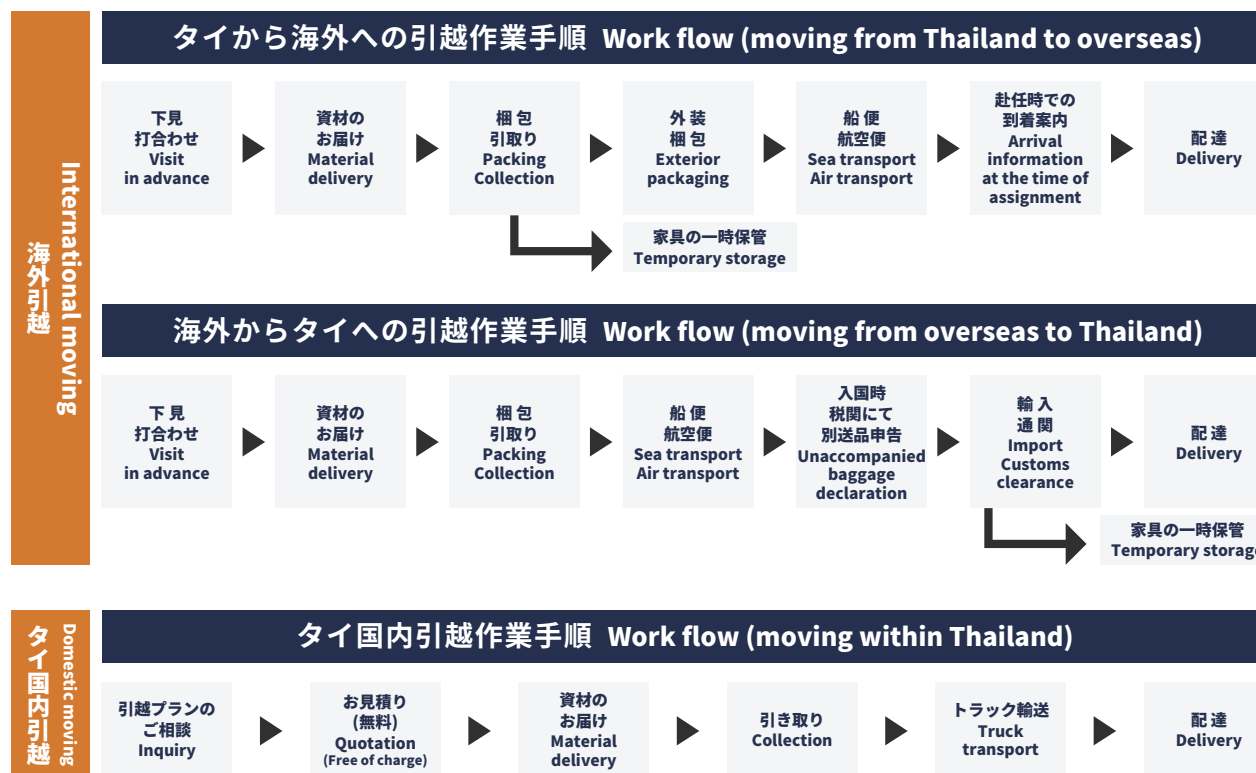 International moving
海外引越
タイから海外への引越作業手順 Work flow (moving from Thailand to overseas)
下見
打合わせ
Visit
in advance
資材の
お届け
Material
delivery
梱 包
引取り
Packing
Collection
外 装
梱 包
Exterior
packaging
船 便
航空便
Sea transport
Air transport
赴任時での
到着案内
Arrival
information
at the time of
assignment
配 達
Delivery
家具の一時保管
Temporary storage
海外からタイへの引越作業手順 Work flow (moving from overseas to Thailand)
下 見
打合わせ
Visit
in advance
資材の
お届け
Material
delivery
梱 包
引取り
Packing
Collection
船 便
航空便
Sea transport
Air transport
入国時
税関にて
別送品申告
Unaccompanied
baggage
declaration
輸 入
通 関
Import
Customs
clearance
配 達
Delivery
家具の一時保管
Temporary storage
Domestic moving
タイ国内引越
タイ国内引越作業手順 Work flow (moving within Thailand)
引越プランの
ご相談
Inquiry
お見積り
(無料)
Quotation
(Free of charge)
資材の
お届け
Material
delivery
引き取り
Collection
トラック輸送
Truck
transport
配 達
Delivery